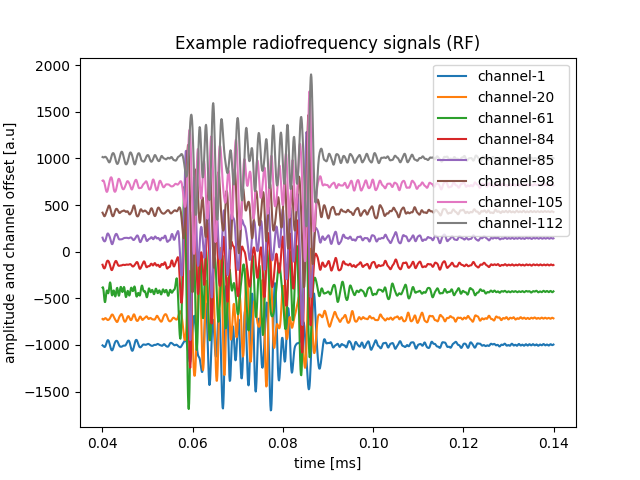 Example radiofrequency signals (RF)
amplitude and channel offset [a.u]
2000
1500
1000
500
0
−500
−1000
−1500
channel-1
channel-20
channel-61
channel-84
channel-85
channel-98
channel-105
channel-112
0.04 0.06 0.08 0.10 0.12 0.14
time [ms]